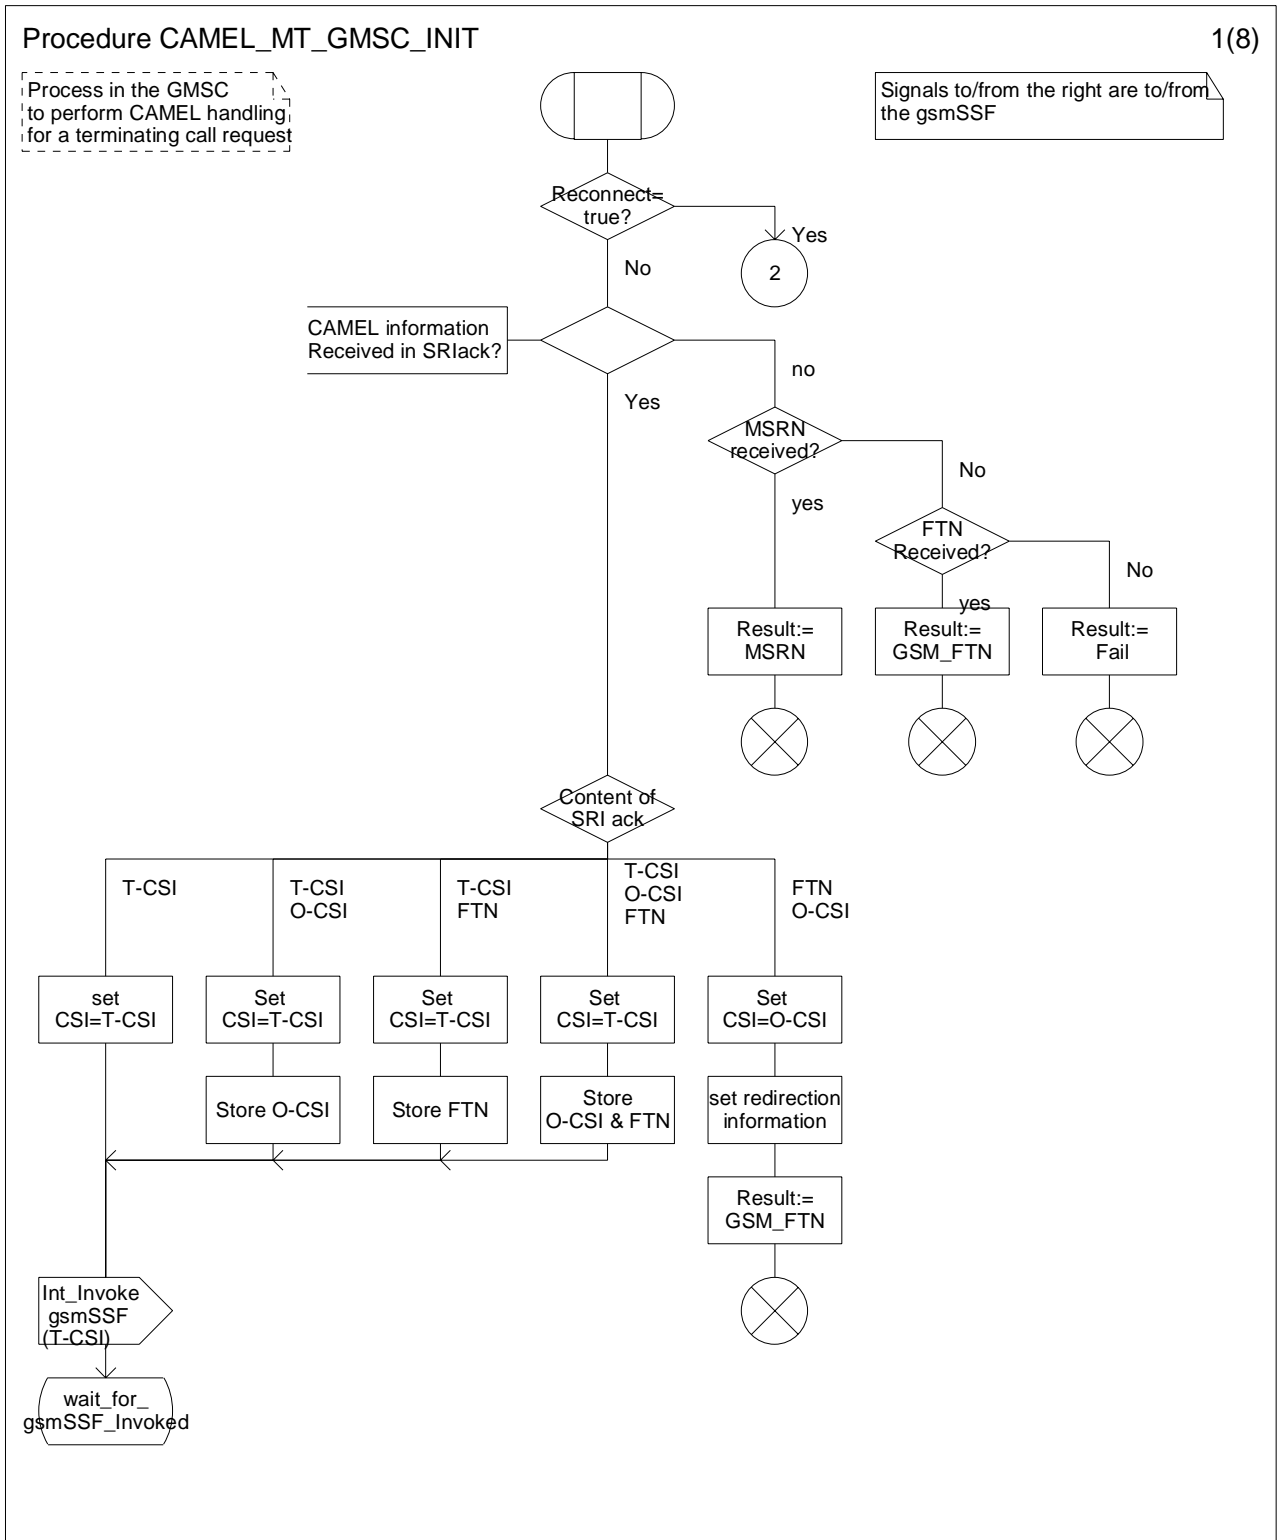 Procedure CAMEL_MT_GMSC_INIT
1(8)
Process in the GMSC
to perform CAMEL handling
for a terminating call request
Signals to/from the right are to/from
the gsmSSF
Reconnect=
true?
Yes
No
2
CAMEL information
Received in SRIack?
no
Yes
MSRN
received?
No
yes
FTN
Received?
No
yes
Result:=
MSRN
Result:=
GSM_FTN
Result:=
Fail
Content of
SRI ack
T-CSI
T-CSI
O-CSI
T-CSI
FTN
T-CSI
O-CSI
FTN
FTN
O-CSI
set
CSI=T-CSI
Set
CSI=T-CSI
Set
CSI=T-CSI
Set
CSI=T-CSI
Set
CSI=O-CSI
Store O-CSI
Store FTN
Store
O-CSI & FTN
set redirection
information
Result:=
GSM_FTN
Int_Invoke
gsmSSF
(T-CSI)
wait_for_
gsmSSF_Invoked